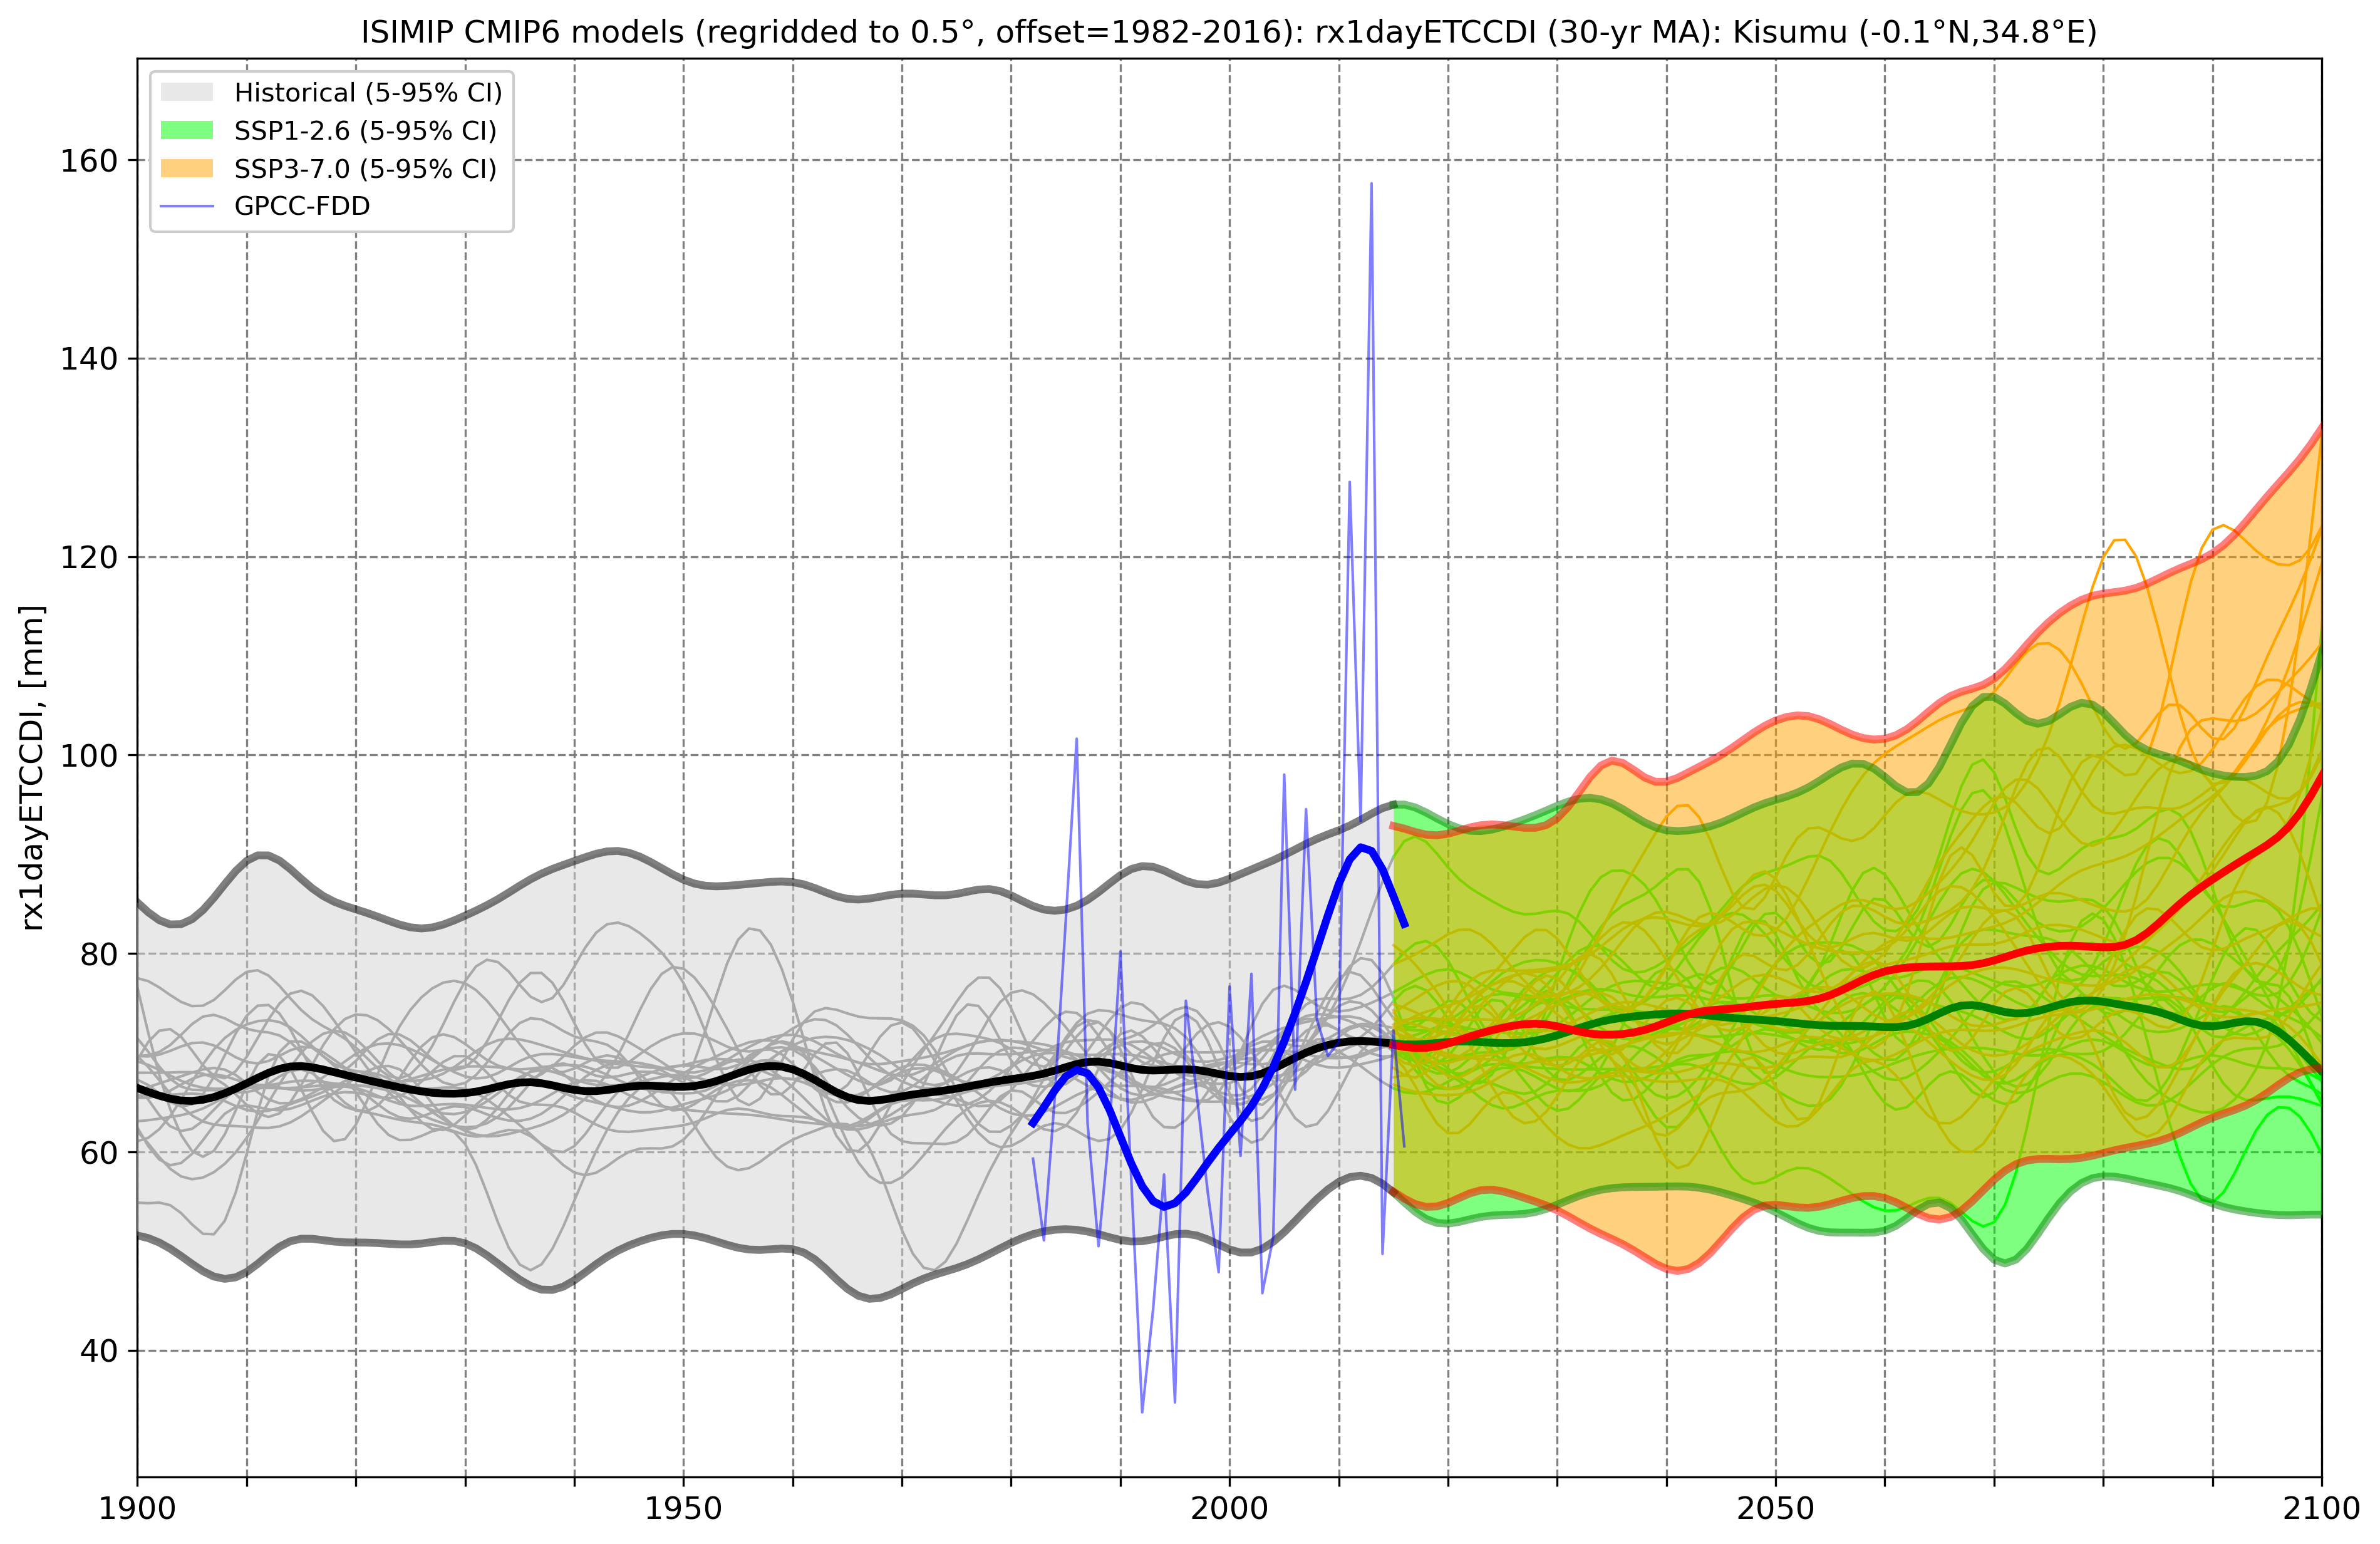 ISIMIP CMIP6 models (regridded to 0.5°, offset=1982-2016): rx1dayETCCDI (30-yr MA): Kisumu (-0.1°N,34.8°E)
Historical (5-95% CI)
SSP1-2.6 (5-95% CI)
SSP3-7.0 (5-95% CI)
GPCC-FDD
rx1dayETCCDI, [mm]
160
140
120
100
80
60
40
1900
1950
2000
2050
2100